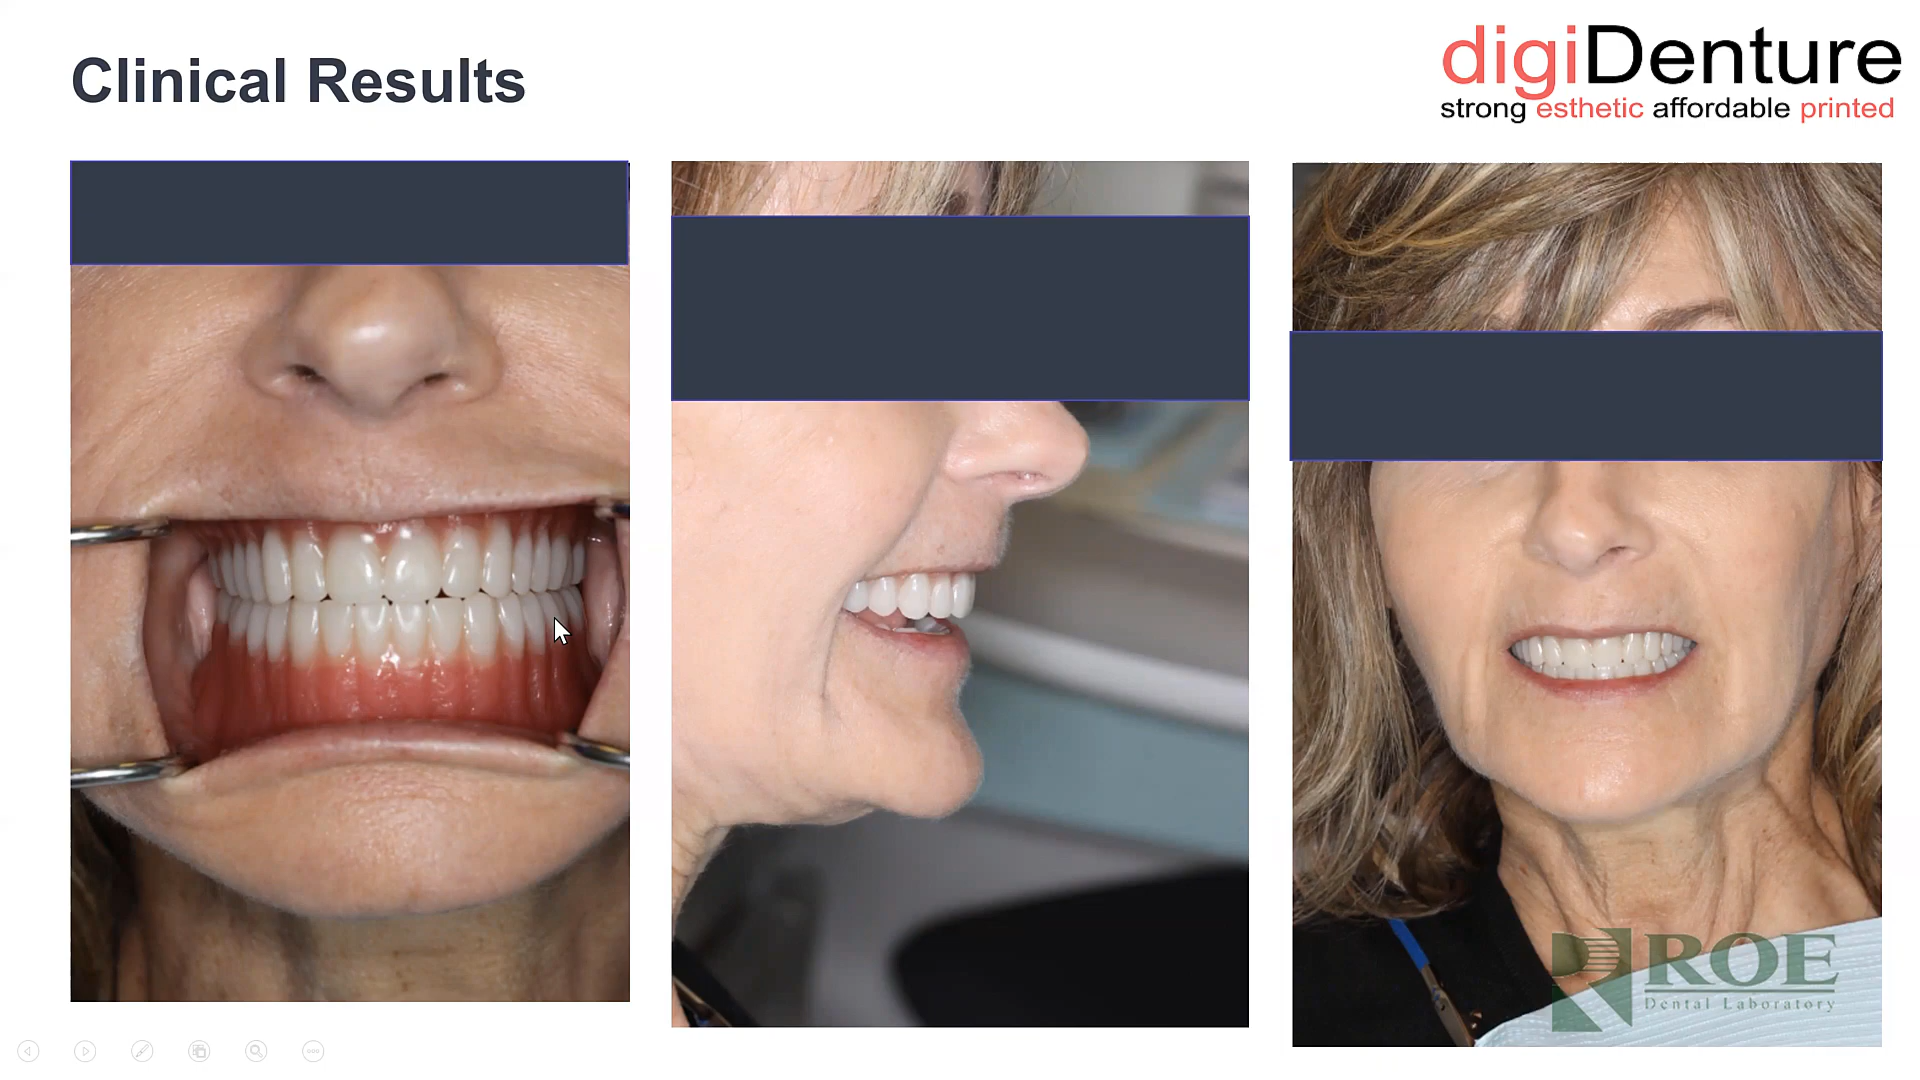 Clinical Results
digiDenture
strong esthetic affordable printed
ROE
Dental Laboratory